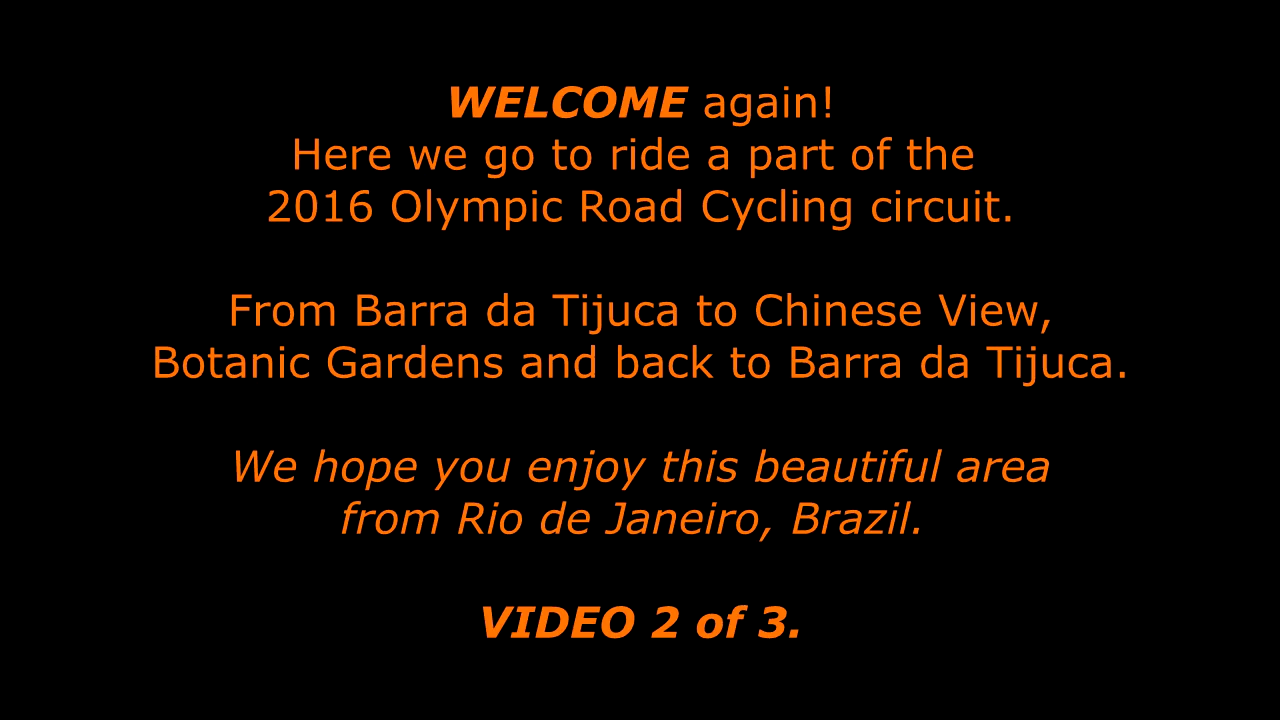 WELCOME again!
Here we go to ride a part of the
2016 Olympic Road Cycling circuit.
From Barra da Tijuca to Chinese View,
Botanic Gardens and back to Barra da Tijuca.
We hope you enjoy this beautiful area
from Rio de Janeiro, Brazil.
VIDEO 2 of 3.